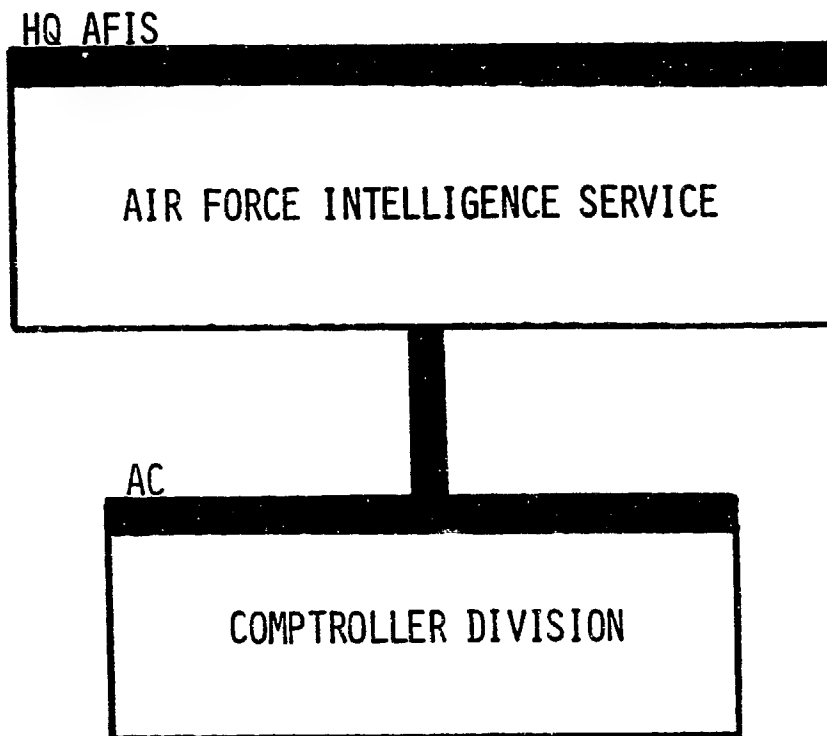 HQ AFIS
AIR FORCE INTELLIGENCE SERVICE
AC
COMPTROLLER DIVISION